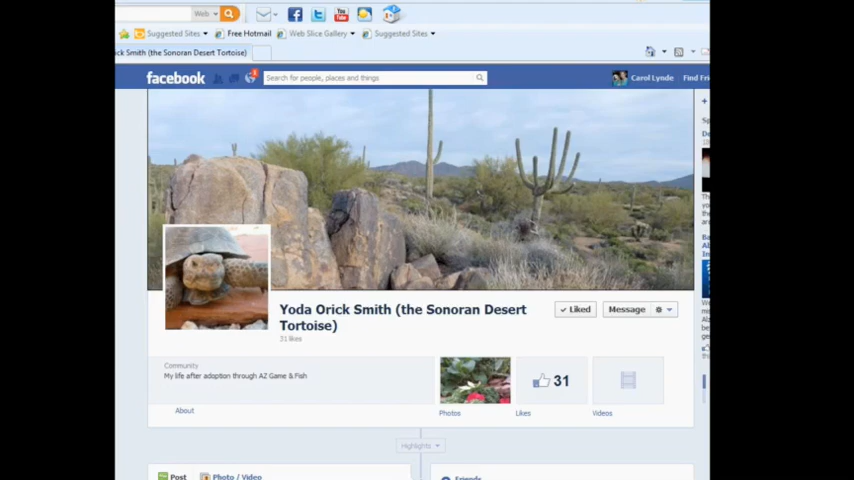 Web
Suggested Sites
Free Hotmail
Web Slice Gallery
Suggested Sites
rick Smith (the Sonoran Desert Tortoise)
facebook
Search for people, places and things
Carol Lynde
Find Fri
Yoda Orick Smith (the Sonoran Desert
Tortoise)
31 likes
Liked
Message
Community
My life after adoption through AZ Game & Fish
31
About
Photos
Likes
Videos
Highlights
Post
Photo / Video
Friends